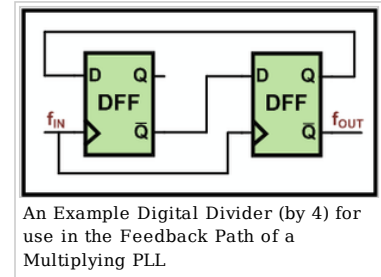 D Q
DFF
Q̅
D Q
DFF
Q̅
fIN
fOUT
An Example Digital Divider (by 4) for
use in the Feedback Path of a
Multiplying PLL